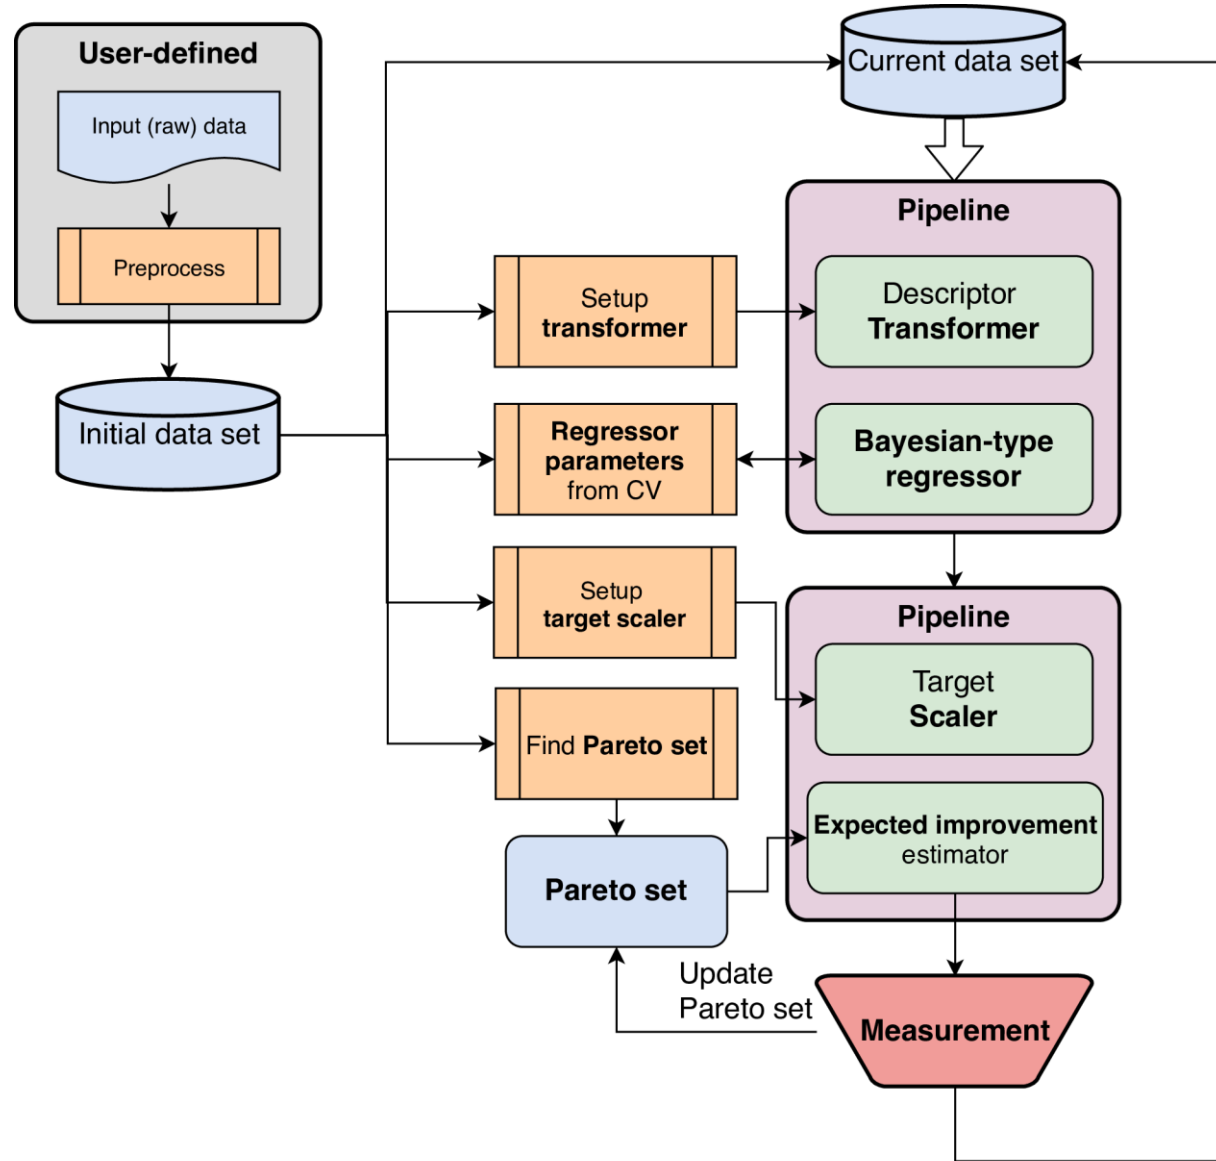 User-defined
Input (raw) data
Preprocess
Initial data set
Current data set
Pipeline
Setup
transformer
Descriptor
Transformer
Regressor
parameters
from CV
Bayesian-type
regressor
Setup
target scaler
Pipeline
Target
Scaler
Find Pareto set
Expected improvement
estimator
Pareto set
Update
Pareto set
Measurement